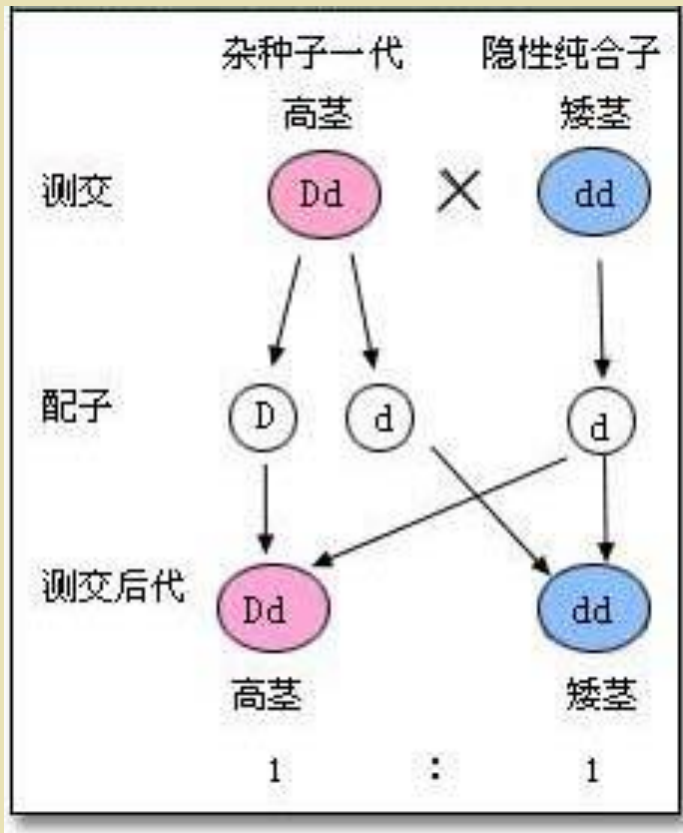 杂种子一代 隐性纯合子
高茎 矮茎
测交 Dd × dd
配子 D d d
测交后代 Dd dd
高茎 矮茎
1 : 1